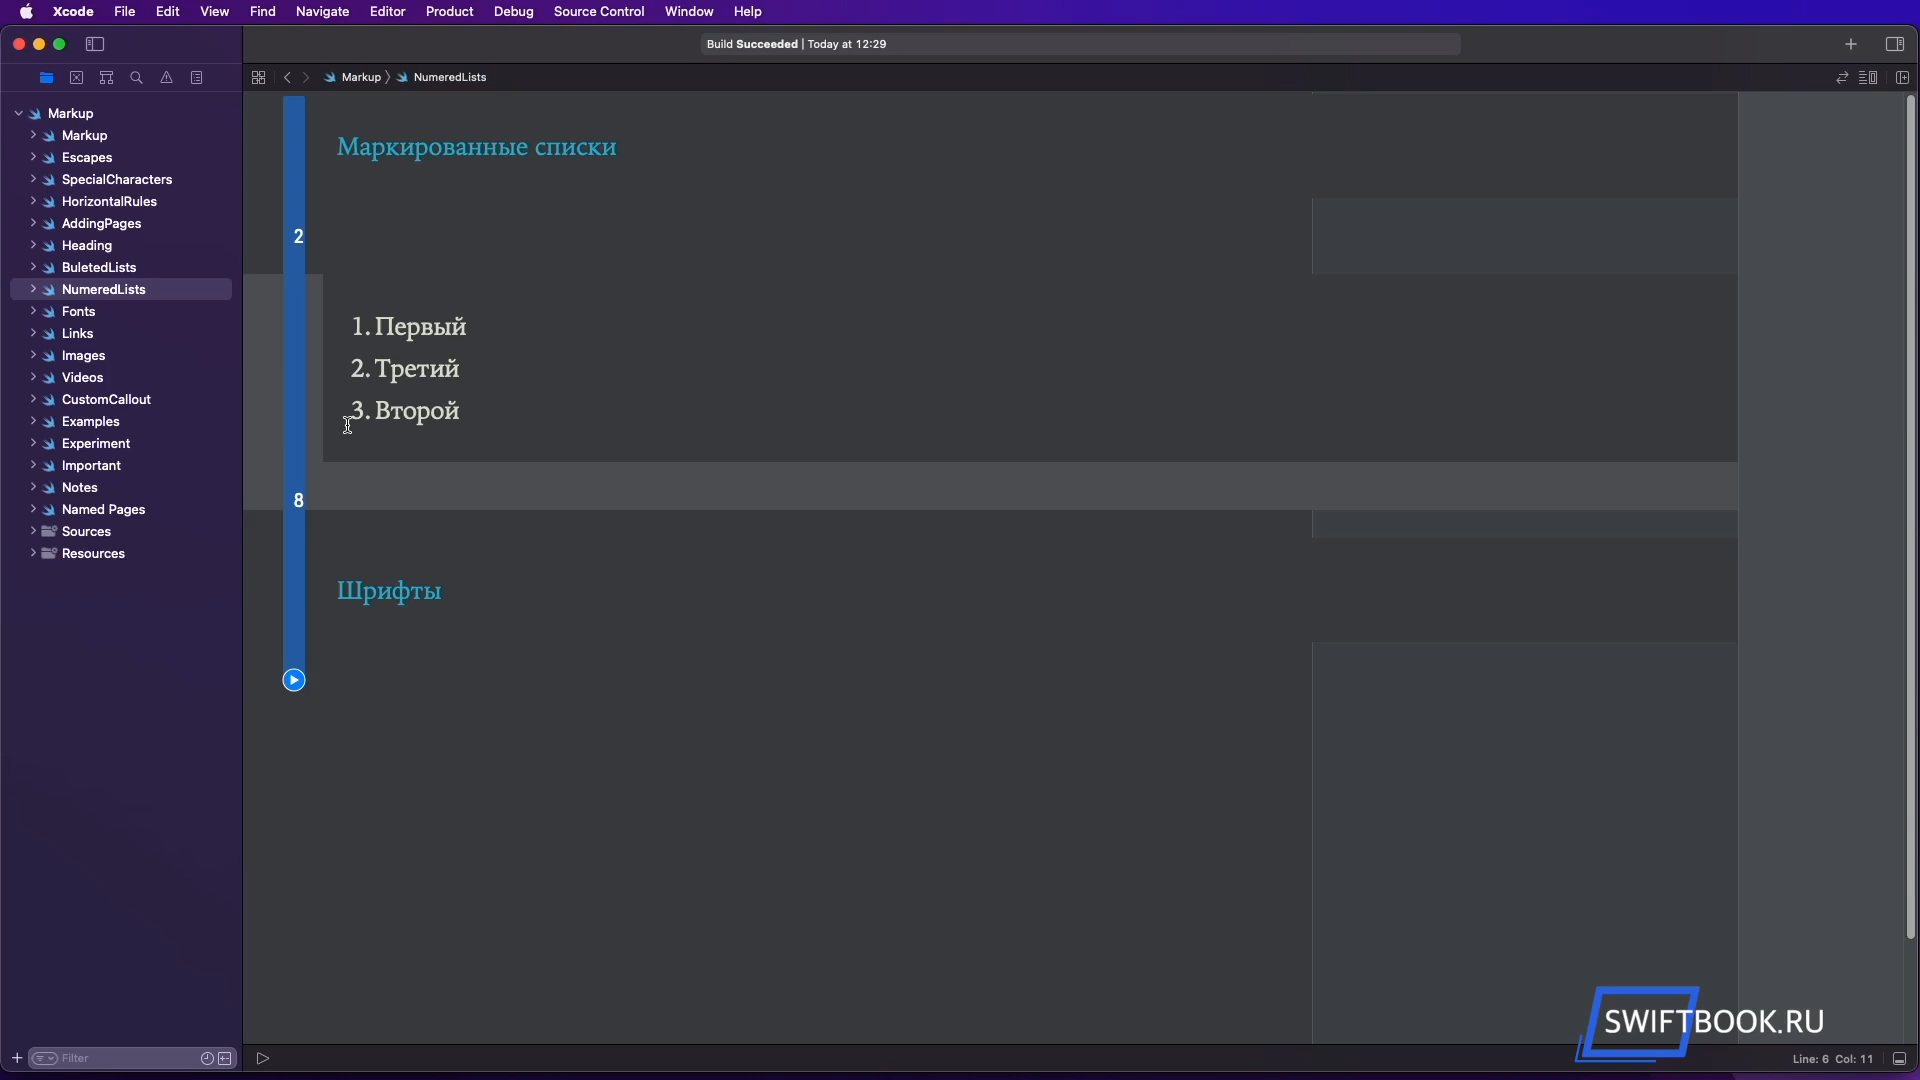 Xcode File Edit View Find Navigate Editor Product Debug Source Control Window Help
Build Succeeded | Today at 12:29
Markup NumeredLists
Markup
Markup
Escapes
SpecialCharacters
HorizontalRules
AddingPages
Heading
BuletedLists
NumeredLists
Fonts
Links
Images
Videos
CustomCallout
Examples
Experiment
Important
Notes
Named Pages
Sources
Resources
Filter
Маркированные списки
2
1. Первый
2. Третий
3. Второй
8
Шрифты
SWIFTBOOK.RU
Line: 6 Col: 11